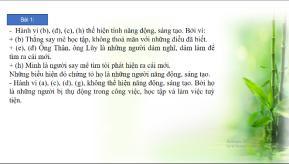 Bài 1:
- Hành vi (b), (đ), (c), (h) thể hiện tính năng động, sáng tạo. Bởi vì:
+ (b) Thắng say mê học tập, không thoả mãn với những điều đã biết.
+ (e), (đ) Ông Thận, ông Lũy là những người dám nghĩ, dám làm để
tìm ra cái mới.
+ (h) Minh là người say mê tìm tòi phát hiện ra cái mới.
Những biểu hiện đó chứng tỏ họ là những người năng động, sáng tạo.
- Hành vi (a), (c), (d), (g), không thể hiện năng động, sáng tạo. Bởi họ
là những người bị thụ động trong công việc, học tập và làm việc tuỳ
tiện.